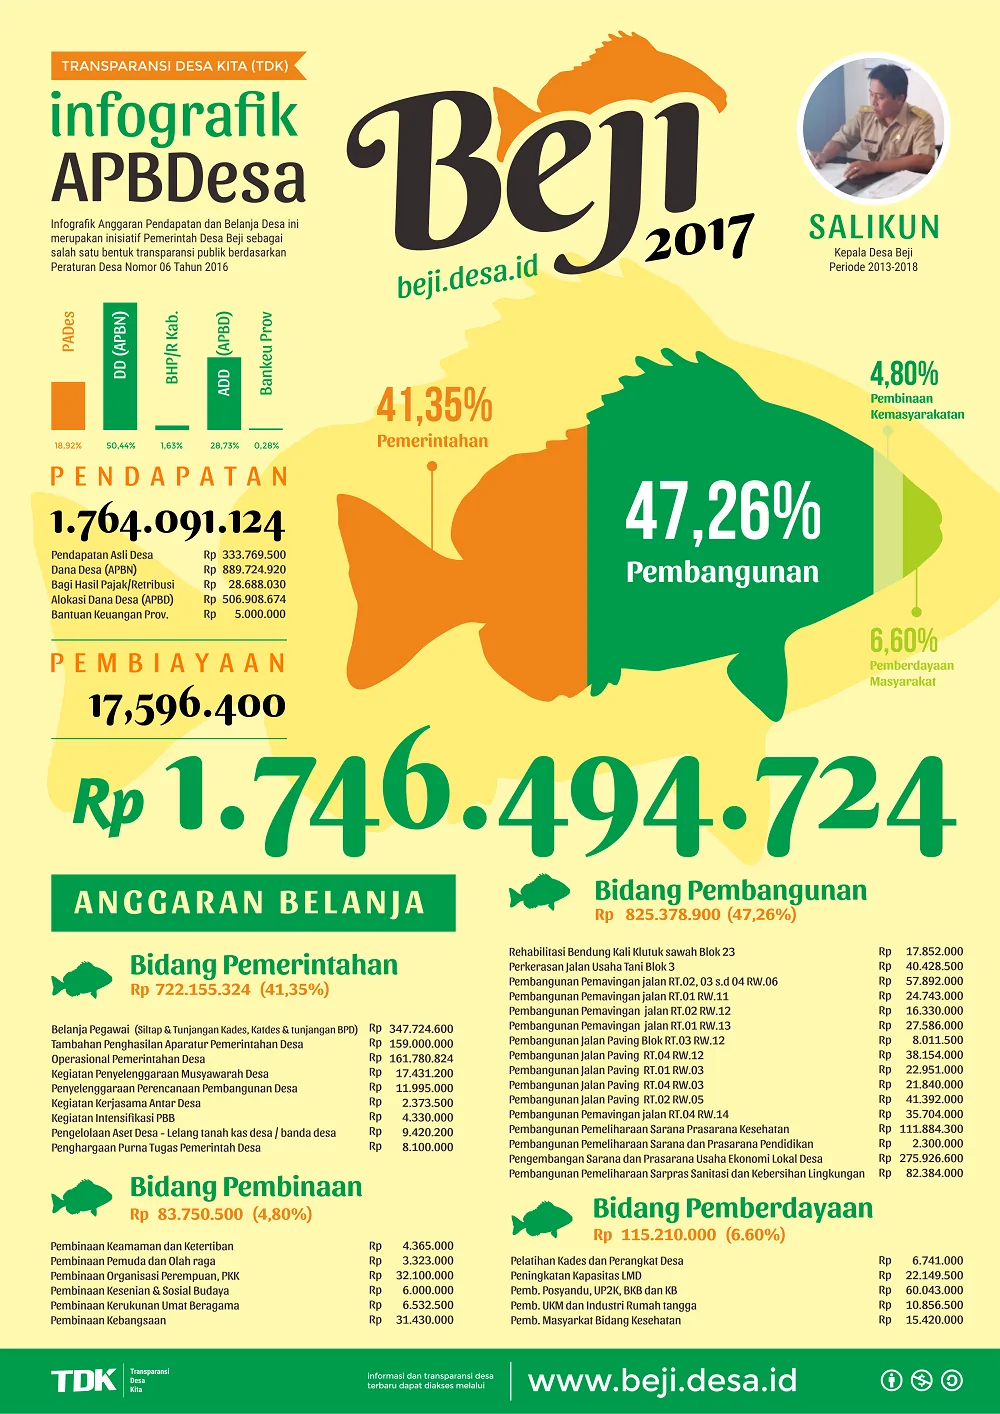 TRANSPARANSI DESA KITA (TDK)
infografik
APBDesa
Infografik Anggaran Pendapatan dan Belanja Desa ini
merupakan inisiatif Pemerintah Desa Beji sebagai
salah satu bentuk transparasi publik berdasarkan
Peraturan Desa Nomor 06 Tahun 2016
Beji
2017
beji.desa.id
SALIKUN
Kepala Desa Beji
Periode 2013-2018
PADes
DD (APBN)
BHP/R Kab.
ADD (APBD)
Bankeu Prov
18,92%
50,44%
1,63%
28,73%
0,28%
PENDAPATAN
1.764.091.124
Pendapatan Asli Desa Rp 333.769.500
Dana Desa (APBN) Rp 889.724.920
Bagi Hasil Pajak/Retribusi Rp 28.688.030
Alokasi Dana Desa (APBD) Rp 506.908.674
Bantuan Keuangan Prov. Rp 5.000.000
PEMBIAYAAN
17,596.400
41,35%
Pemerintahan
47,26%
Pembangunan
4,80%
Pembinaan
Kemasyarakatan
6,60%
Pemberdayaan
Masyarakat
Rp 1.746.494.724
ANGGARAN BELANJA
Bidang Pemerintahan
Rp 722.155.324 (41,35%)
Belanja Pegawai (Siltap & Tunjangan Kades, Katdes & tunjangan BPD) Rp 347.724.600
Tambahan Penghasilan Aparatur Pemerintahan Desa Rp 159.000.000
Operasional Pemerintahan Desa Rp 161.780.824
Kegiatan Penyelenggaraan Musyawarah Desa Rp 17.431.200
Penyelenggaraan Perencanaan Pembangunan Desa Rp 11.995.000
Kegiatan Kerjasama Antar Desa Rp 2.373.500
Kegiatan Intensifikasi PBB Rp 4.330.000
Pengelolaan Aset Desa - Lelang tanah kas desa / banda desa Rp 9.420.200
Penghargaan Purna Tugas Pemerintah Desa Rp 8.100.000
Bidang Pembinaan
Rp 83.750.500 (4,80%)
Pembinaan Keamaman dan Ketertiban Rp 4.365.000
Pembinaan Pemuda dan Olah raga Rp 3.323.000
Pembinaan Organisasi Perempuan, PKK Rp 32.100.000
Pembinaan Kesenian & Sosial Budaya Rp 6.000.000
Pembinaan Kerukunan Umat Beragama Rp 6.532.500
Pembinaan Kebangsaan Rp 31.430.000
Bidang Pembangunan
Rp 825.378.900 (47,26%)
Rehabilitasi Bendung Kali Klutuk sawah Blok 23 Rp 17.852.000
Perkerasan Jalan Usaha Tani Blok 3 Rp 40.428.500
Pembangunan Pemavingan jalan RT.02, 03 s.d 04 RW.06 Rp 57.892.000
Pembangunan Pemavingan jalan RT.01 RW.11 Rp 24.743.000
Pembangunan Pemavingan jalan RT.02 RW.12 Rp 16.330.000
Pembangunan Pemavingan jalan RT.01 RW.13 Rp 27.586.000
Pembangunan Jalan Paving Blok RT.03 RW.12 Rp 8.011.500
Pembangunan Jalan Paving RT.04 RW.12 Rp 38.154.000
Pembangunan Jalan Paving RT.01 RW.03 Rp 22.951.000
Pembangunan Jalan Paving RT.04 RW.03 Rp 21.840.000
Pembangunan Jalan Paving RT.02 RW.05 Rp 41.392.000
Pembangunan Pemavingan jalan RT.04 RW.14 Rp 35.704.000
Pembangunan Pemeliharaan Sarana Prasarana Kesehatan Rp 111.884.300
Pembangunan Pemeliharaan Sarana dan Prasarana Pendidikan Rp 2.300.000
Pengembangan Sarana dan Prasarana Usaha Ekonomi Lokal Desa Rp 275.926.600
Pembangunan Pemeliharaan Sarpras Sanitasi dan Kebersihan Lingkungan Rp 82.384.000
Bidang Pemberdayaan
Rp 115.210.000 (6.60%)
Pelatihan Kades dan Perangkat Desa Rp 6.741.000
Peningkatan Kapasitas LMD Rp 22.149.500
Pemb. Posyandu, UP2K, BKB dan KB Rp 60.043.000
Pemb. UKM dan Industri Rumah tangga Rp 10.856.500
Pemb. Masyarkat Bidang Kesehatan Rp 15.420.000
TDK
Transparansi
Desa
Kita
informasi dan transparansi desa
terbaru dapat diakses melalui
www.beji.desa.id